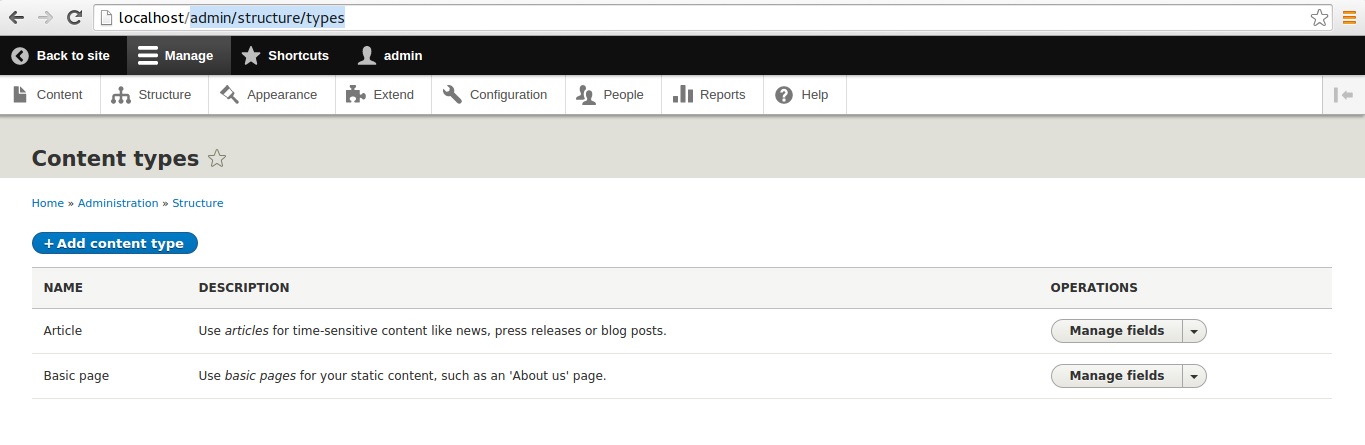 localhost/admin/structure/types
Back to site Manage Shortcuts admin
Content Structure Appearance Extend Configuration People Reports Help
Content types
Home » Administration » Structure
+ Add content type
NAME DESCRIPTION OPERATIONS
Article Use articles for time-sensitive content like news, press releases or blog posts. Manage fields
Basic page Use basic pages for your static content, such as an 'About us' page. Manage fields